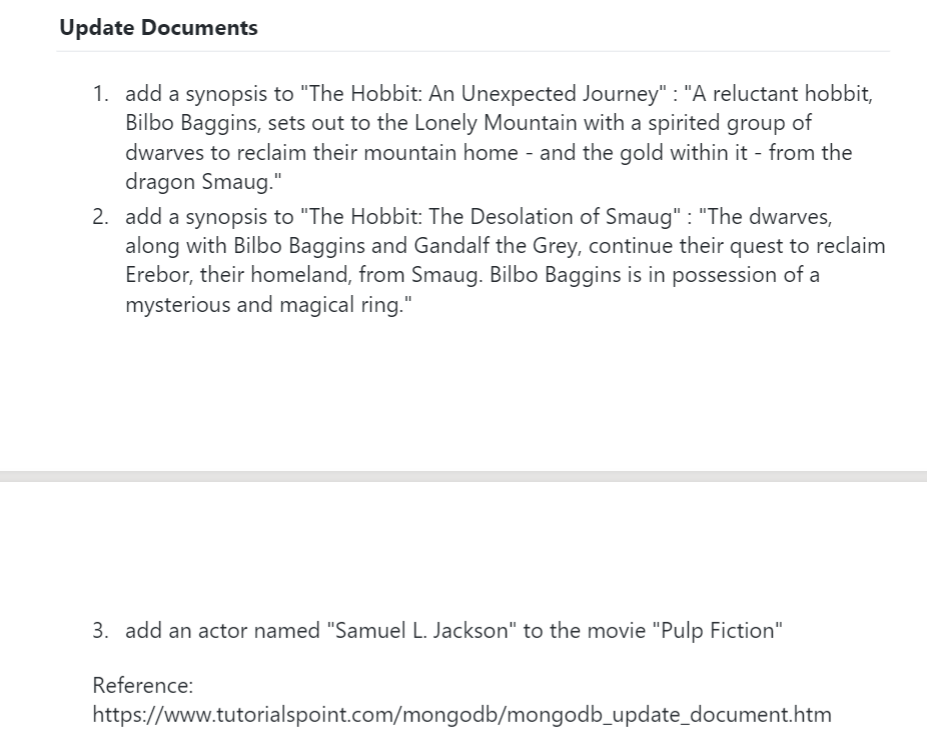 Update Documents
1. add a synopsis to "The Hobbit: An Unexpected Journey" : "A reluctant hobbit,
Bilbo Baggins, sets out to the Lonely Mountain with a spirited group of
dwarves to reclaim their mountain home - and the gold within it - from the
dragon Smaug."
2. add a synopsis to "The Hobbit: The Desolation of Smaug" : "The dwarves,
along with Bilbo Baggins and Gandalf the Grey, continue their quest to reclaim
Erebor, their homeland, from Smaug. Bilbo Baggins is in possession of a
mysterious and magical ring."
3. add an actor named "Samuel L. Jackson" to the movie "Pulp Fiction"
Reference:
https://www.tutorialspoint.com/mongodb/mongodb_update_document.htm